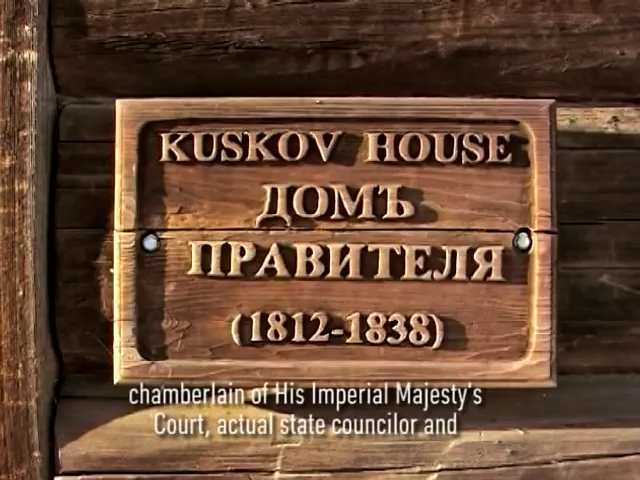 KUSKOV HOUSE
ДОМЪ
ПРАВИТЕЛЯ
(1812-1838)
chamberlain of His Imperial Majesty's
Court, actual state councilor and